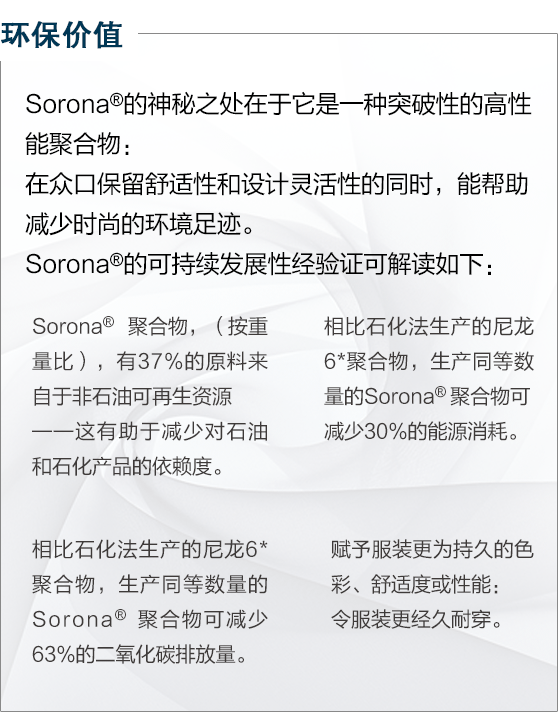 环保价值
Sorona®的神秘之处在于它是一种突破性的高性
能聚合物：
在众口保留舒适性和设计灵活性的同时，能帮助
减少时尚的环境足迹。
Sorona®的可持续发展性经验证可解读如下：
Sorona® 聚合物，（按重
量比），有37%的原料来
自于非石油可再生资源
——这有助于减少对石油
和石化产品的依赖度。
相比石化法生产的尼龙
6*聚合物，生产同等数
量的Sorona® 聚合物可
减少30%的能源消耗。
相比石化法生产的尼龙6*
聚合物，生产同等数量的
Sorona® 聚合物可减少
63%的二氧化碳排放量。
赋予服装更为持久的色
彩、舒适度或性能；
令服装更经久耐穿。